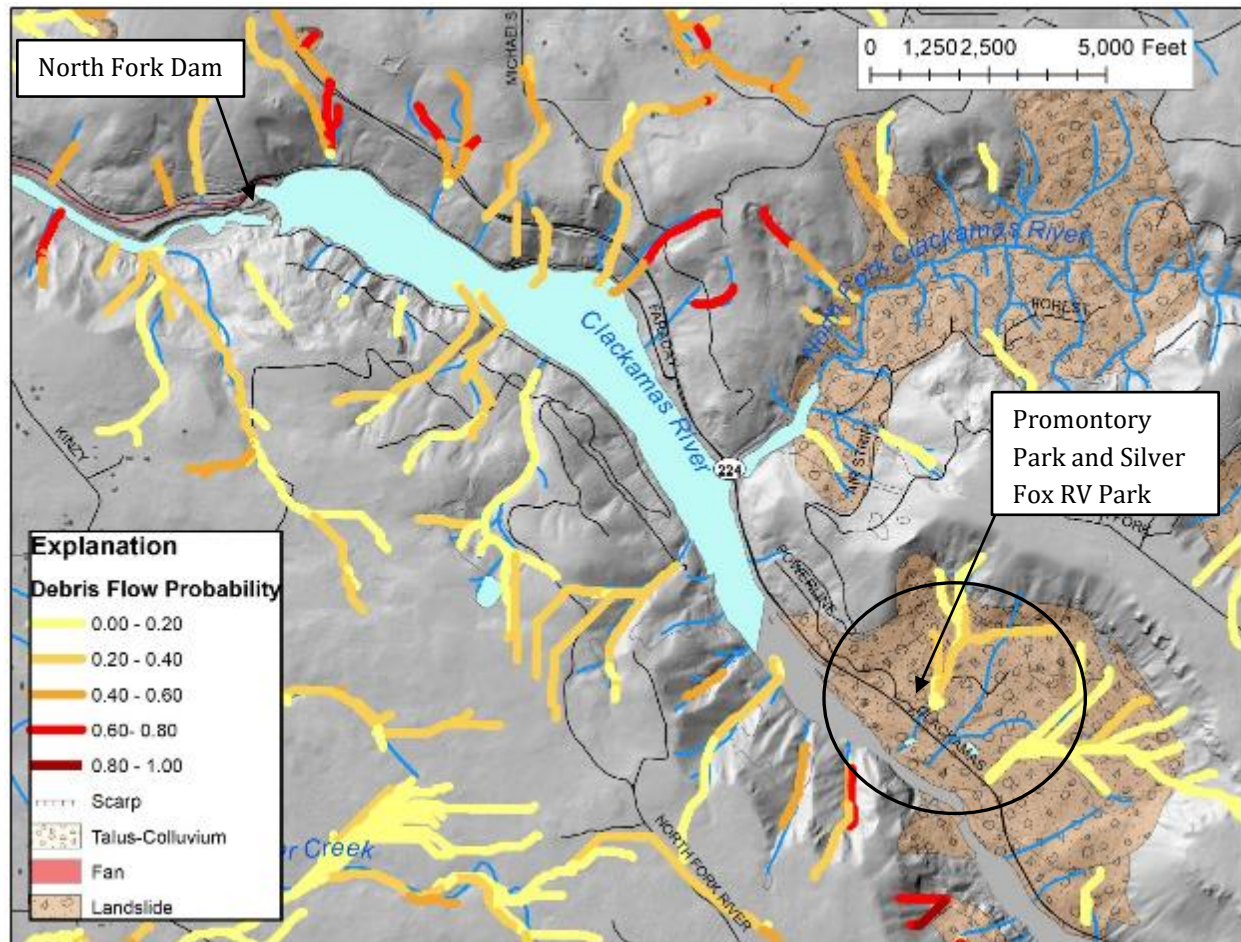 North Fork Dam
MICHAELS
0 1,250 2,500 5,000 Feet
North Fork Clackamas River
FOREST
FARADAY
Clackamas River
224
Promontory
Park and Silver
Fox RV Park
KINZY
POWERLINE
CLACKAMAS
Explanation
Debris Flow Probability
0.00 - 0.20
0.20 - 0.40
0.40 - 0.60
0.60- 0.80
0.80 - 1.00
Scarp
Talus-Colluvium
Fan
Landslide
Creek
NORTH FORK RIVER